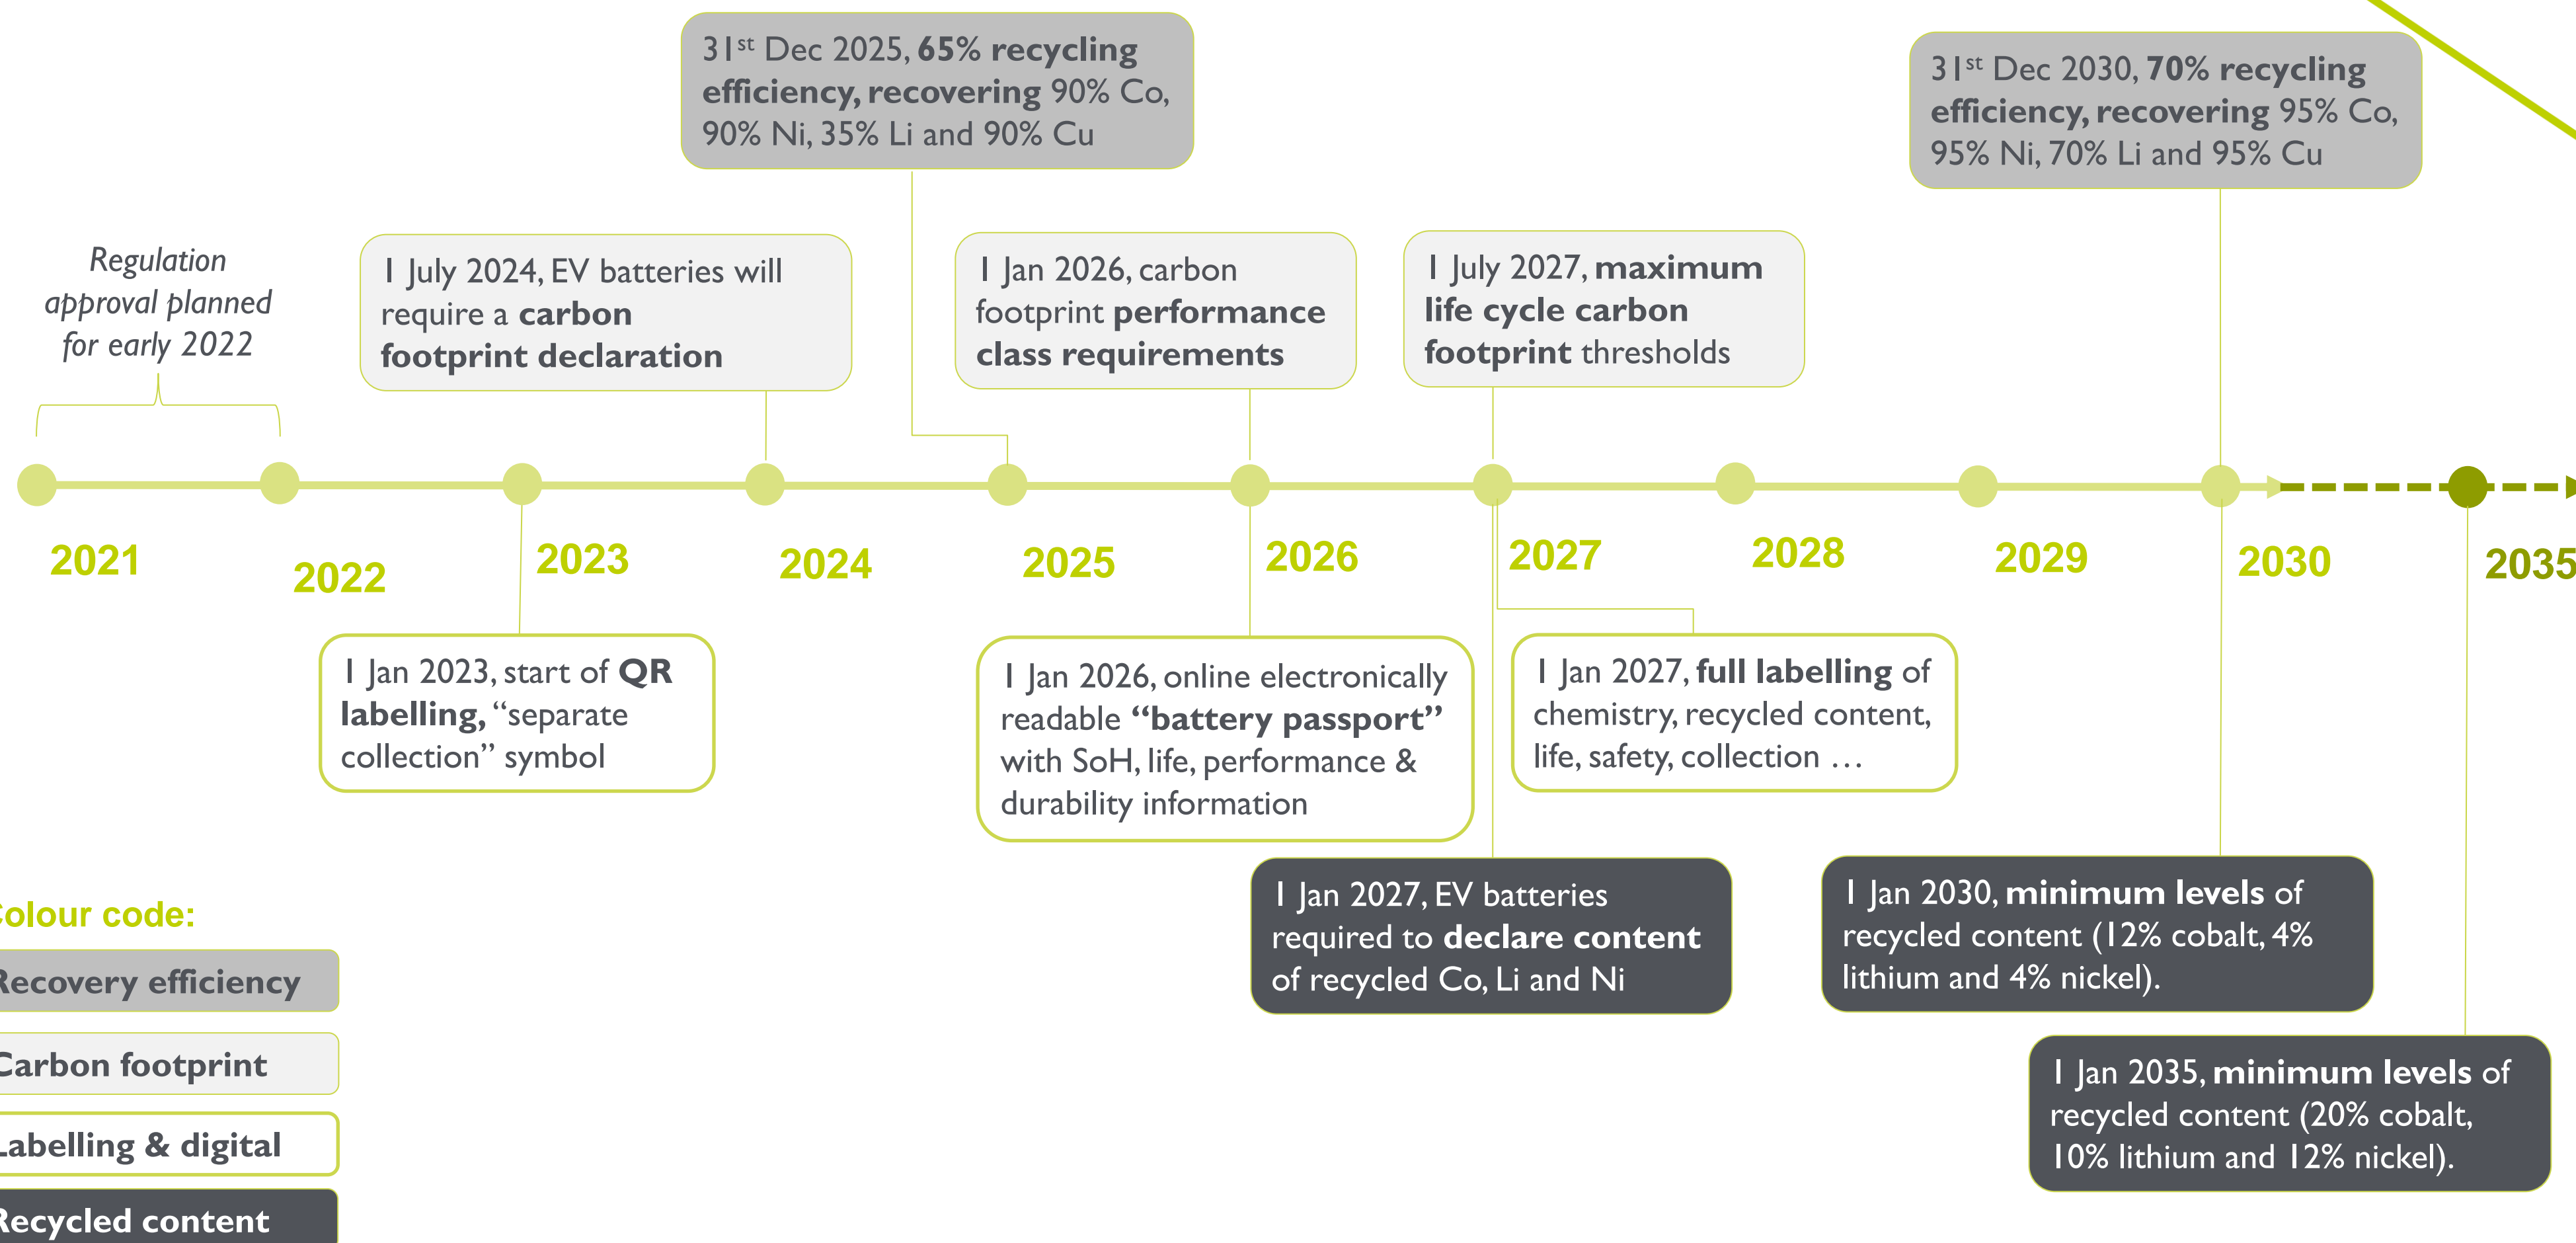 31st Dec 2025, 65% recycling
efficiency, recovering 90% Co,
90% Ni, 35% Li and 90% Cu
31st Dec 2030, 70% recycling
efficiency, recovering 95% Co,
95% Ni, 70% Li and 95% Cu
Regulation
approval planned
for early 2022
1 July 2024, EV batteries will
require a carbon
footprint declaration
1 Jan 2026, carbon
footprint performance
class requirements
1 July 2027, maximum
life cycle carbon
footprint thresholds
2021
2022
2023
2024
2025
2026
2027
2028
2029
2030
2035
1 Jan 2023, start of QR
labelling, “separate
collection” symbol
1 Jan 2026, online electronically
readable “battery passport”
with SoH, life, performance &
durability information
1 Jan 2027, full labelling of
chemistry, recycled content,
life, safety, collection …
1 Jan 2027, EV batteries
required to declare content
of recycled Co, Li and Ni
1 Jan 2030, minimum levels of
recycled content (12% cobalt, 4%
lithium and 4% nickel).
1 Jan 2035, minimum levels of
recycled content (20% cobalt,
10% lithium and 12% nickel).
Colour code:
Recovery efficiency
Carbon footprint
Labelling & digital
Recycled content